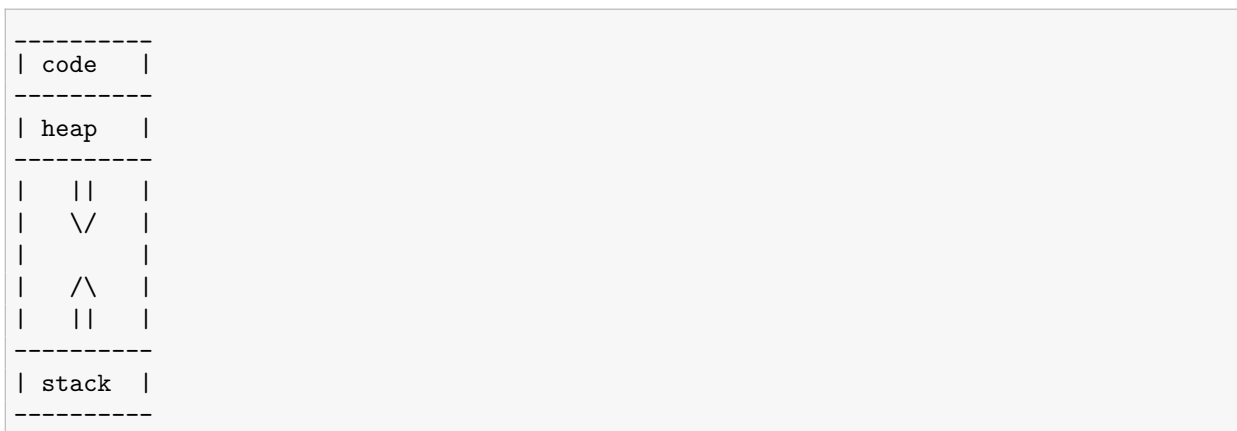 ----------
| code   |
----------
| heap   |
----------
|   ||   |
|   \/   |
|        |
|   /\   |
|   ||   |
----------
| stack  |
----------